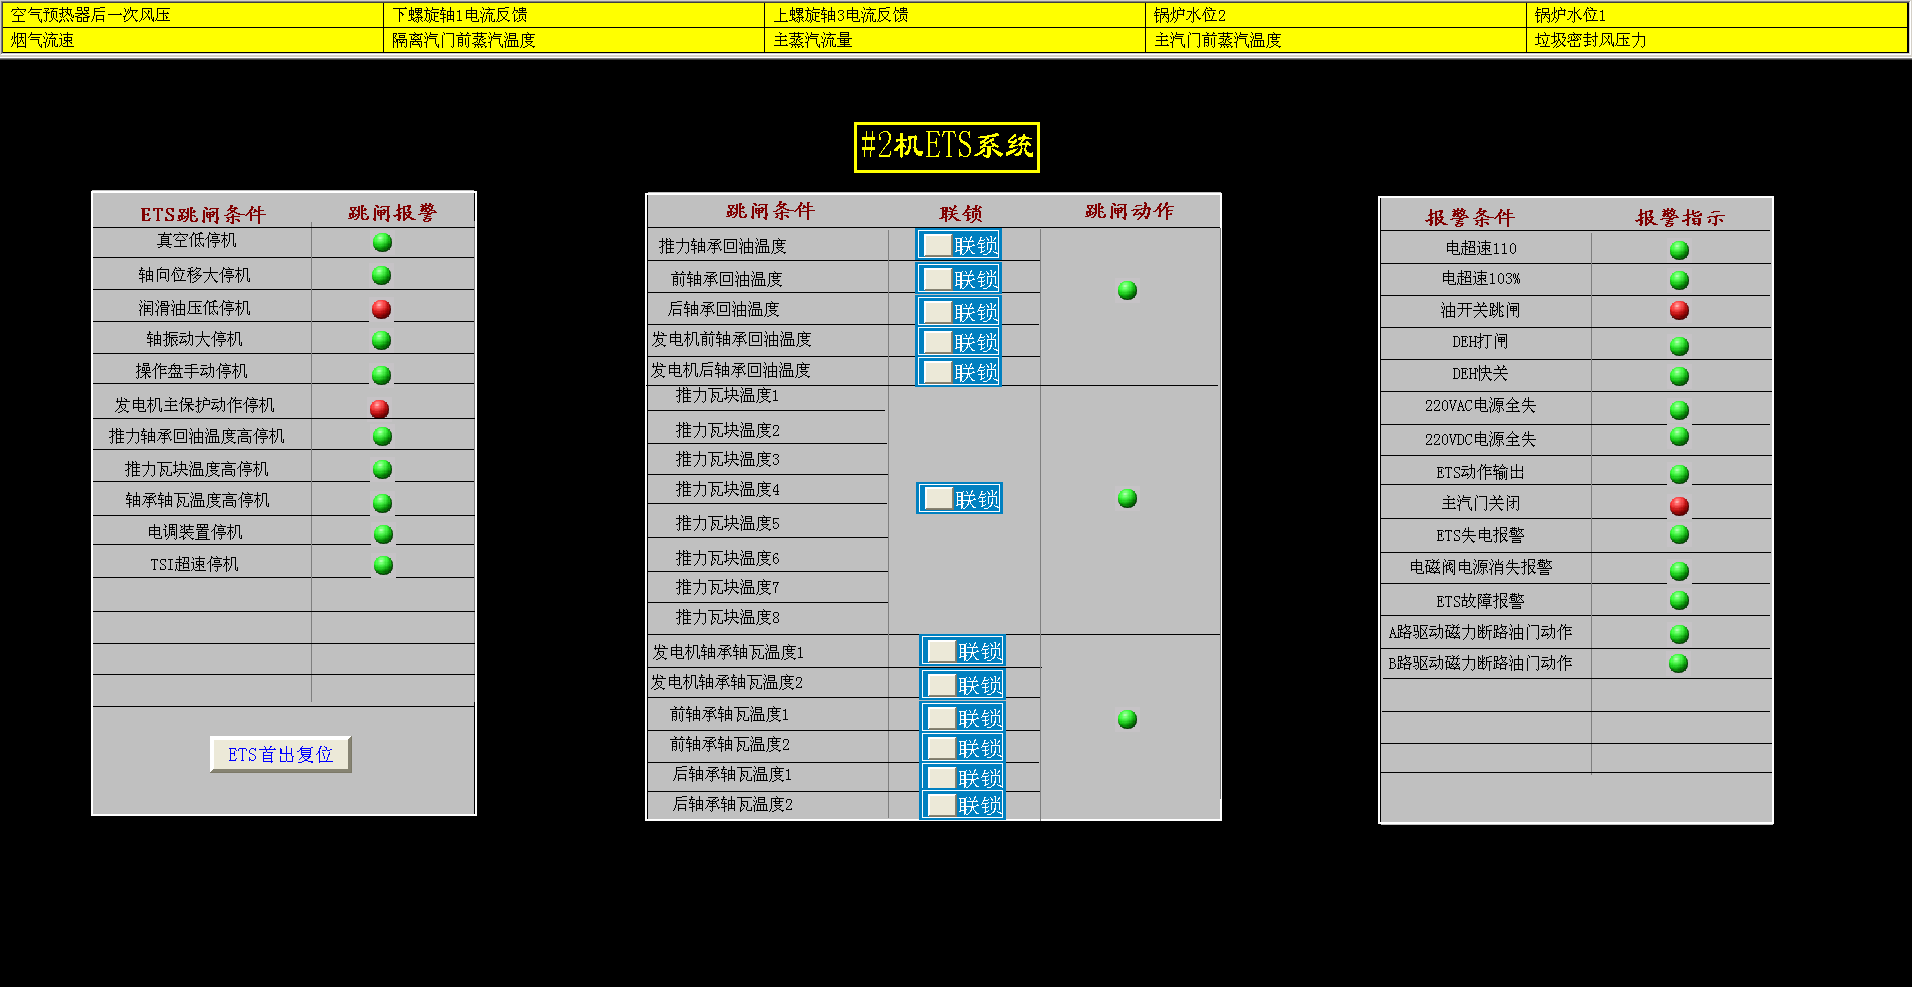 空气预热器后一次风压 下螺旋轴1电流反馈 上螺旋轴3电流反馈 锅炉水位2 锅炉水位1
烟气流速 隔离汽门前蒸汽温度 主蒸汽流量 主汽门前蒸汽温度 垃圾密封风压力
#2机ETS系统
ETS跳闸条件 跳闸报警
真空低停机
轴向位移大停机
润滑油压低停机
轴振动大停机
操作盘手动停机
发电机主保护动作停机
推力轴承回油温度高停机
推力瓦块温度高停机
轴承轴瓦温度高停机
电调装置停机
TSI超速停机
ETS首出复位
跳闸条件 联锁 跳闸动作
推力轴承回油温度 联锁
前轴承回油温度 联锁
后轴承回油温度 联锁
发电机前轴承回油温度 联锁
发电机后轴承回油温度 联锁
推力瓦块温度1
推力瓦块温度2
推力瓦块温度3
推力瓦块温度4 联锁
推力瓦块温度5
推力瓦块温度6
推力瓦块温度7
推力瓦块温度8
发电机轴承轴瓦温度1 联锁
发电机轴承轴瓦温度2 联锁
前轴承轴瓦温度1 联锁
前轴承轴瓦温度2 联锁
后轴承轴瓦温度1 联锁
后轴承轴瓦温度2 联锁
报警条件 报警指示
电超速110
电超速103%
油开关跳闸
DEH打闸
DEH快关
220VAC电源全失
220VDC电源全失
ETS动作输出
主汽门关闭
ETS失电报警
电磁阀电源消失报警
ETS故障报警
A路驱动磁力断路油门动作
B路驱动磁力断路油门动作